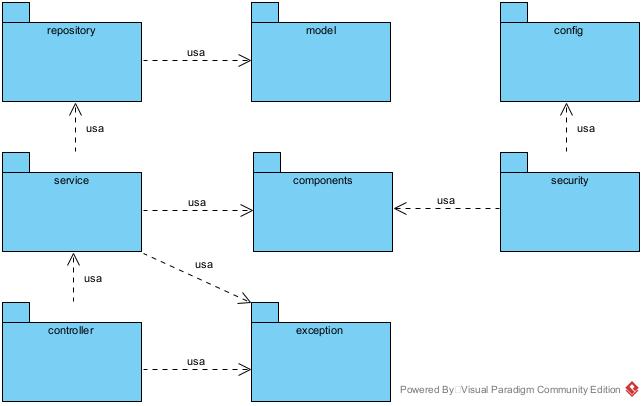 repository
usa
model
config
usa
usa
service
usa
components
usa
security
usa
usa
controller
usa
exception
Powered By Visual Paradigm Community Edition